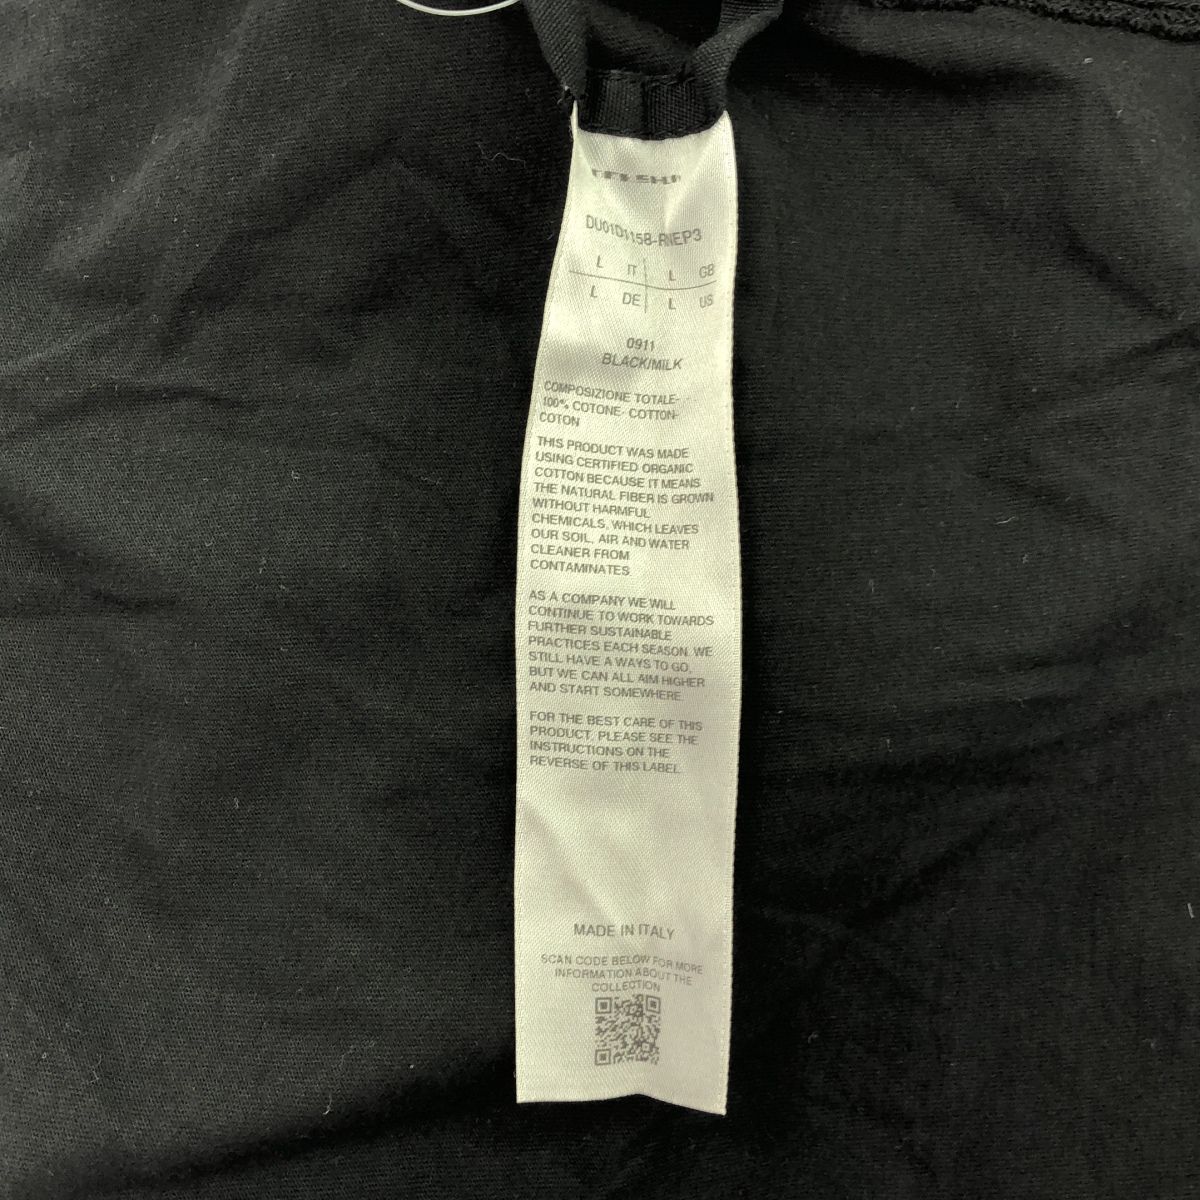 DU01D1158-RNEP3
L IT L GB
L DE L US
0911
BLACK/MILK
COMPOSIZIONE TOTALE-
100% COTONE- COTTON-
COTON
THIS PRODUCT WAS MADE
USING CERTIFIED ORGANIC
COTTON BECAUSE IT MEANS
THE NATURAL FIBER IS GROWN
WITHOUT HARMFUL
CHEMICALS, WHICH LEAVES
OUR SOIL, AIR AND WATER
CLEANER FROM
CONTAMINATES
AS A COMPANY WE WILL
CONTINUE TO WORK TOWARDS
FURTHER SUSTAINABLE
PRACTICES EACH SEASON. WE
STILL HAVE A WAYS TO GO,
BUT WE CAN ALL AIM HIGHER
AND START SOMEWHERE.
FOR THE BEST CARE OF THIS
PRODUCT, PLEASE SEE THE
INSTRUCTIONS ON THE
REVERSE OF THIS LABEL.
MADE IN ITALY
SCAN CODE BELOW FOR MORE
INFORMATION ABOUT THE
COLLECTION